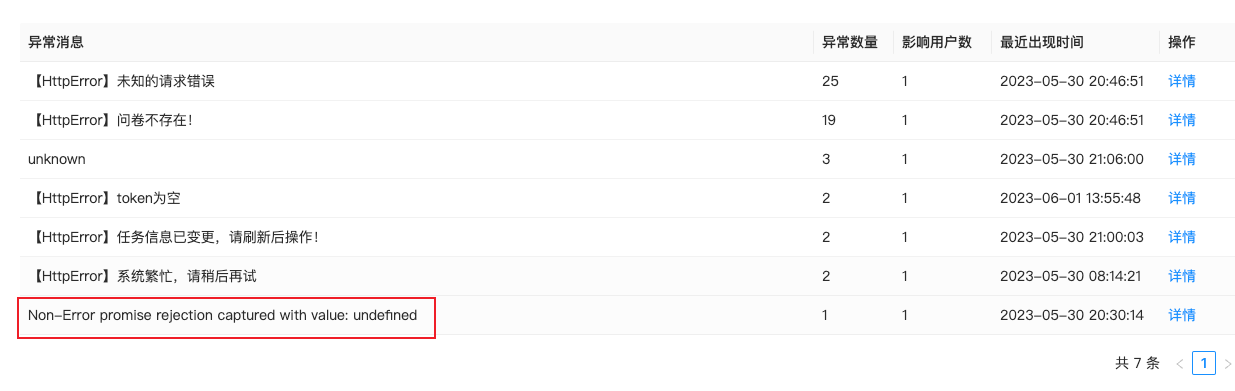 异常消息 异常数量 影响用户数 最近出现时间 操作
【HttpError】未知的请求错误 25 1 2023-05-30 20:46:51 详情
【HttpError】问卷不存在！ 19 1 2023-05-30 20:46:51 详情
unknown 3 1 2023-05-30 21:06:00 详情
【HttpError】token为空 2 1 2023-06-01 13:55:48 详情
【HttpError】任务信息已变更，请刷新后操作！ 2 1 2023-05-30 21:00:03 详情
【HttpError】系统繁忙，请稍后再试 2 1 2023-05-30 08:14:21 详情
Non-Error promise rejection captured with value: undefined 1 1 2023-05-30 20:30:14 详情
共 7 条 < 1 >